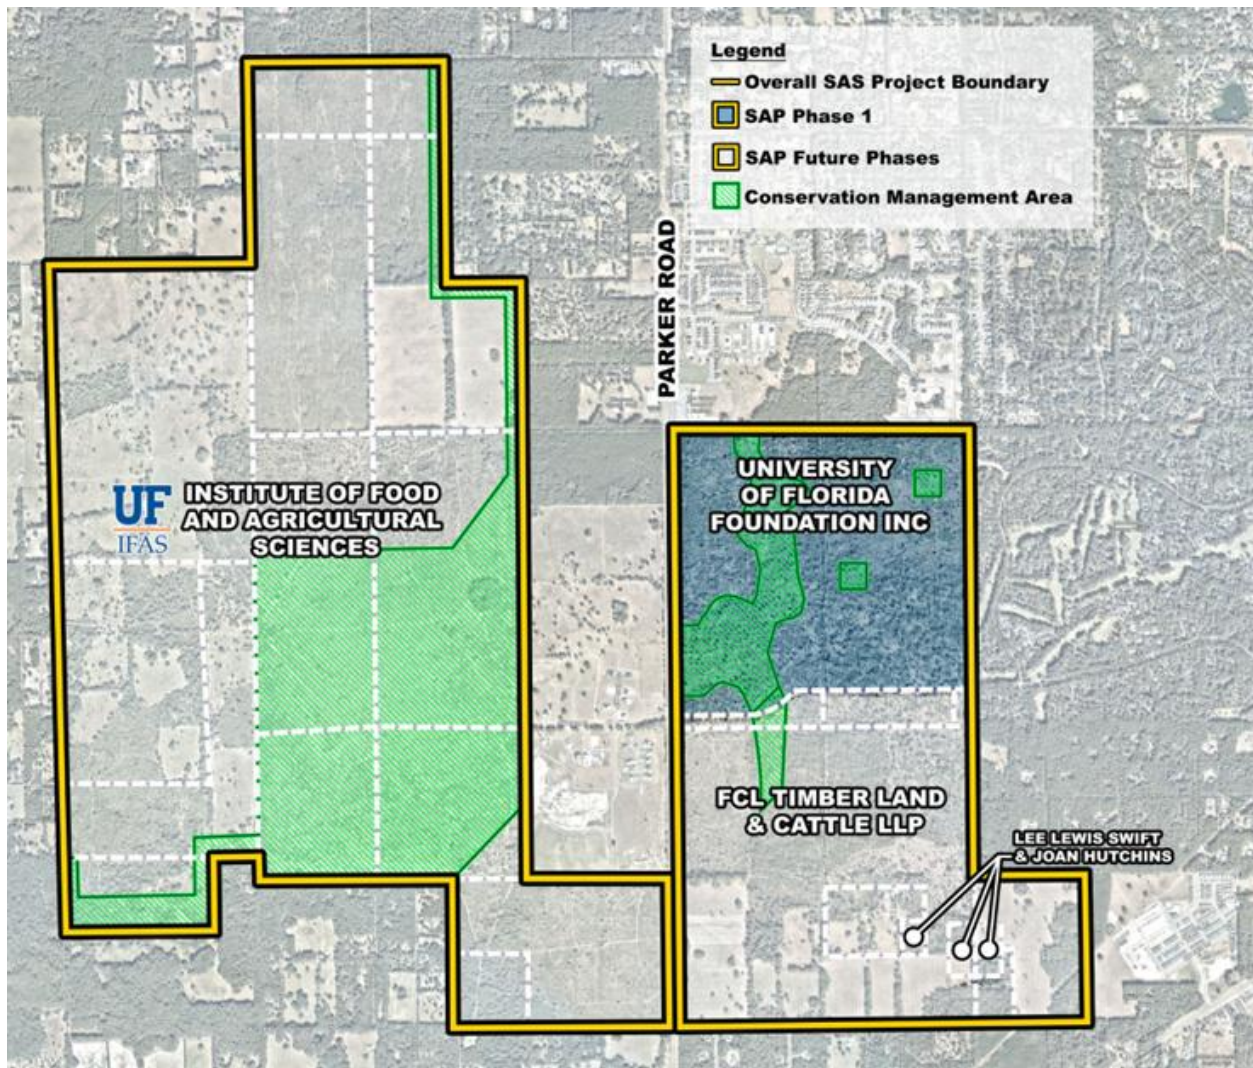 Legend
Overall SAS Project Boundary
SAP Phase 1
SAP Future Phases
Conservation Management Area
PARKER ROAD
UF
IFAS
INSTITUTE OF FOOD
AND AGRICULTURAL
SCIENCES
UNIVERSITY
OF FLORIDA
FOUNDATION INC
FCL TIMBER LAND
& CATTLE LLP
LEE LEWIS SWIFT
& JOAN HUTCHINS